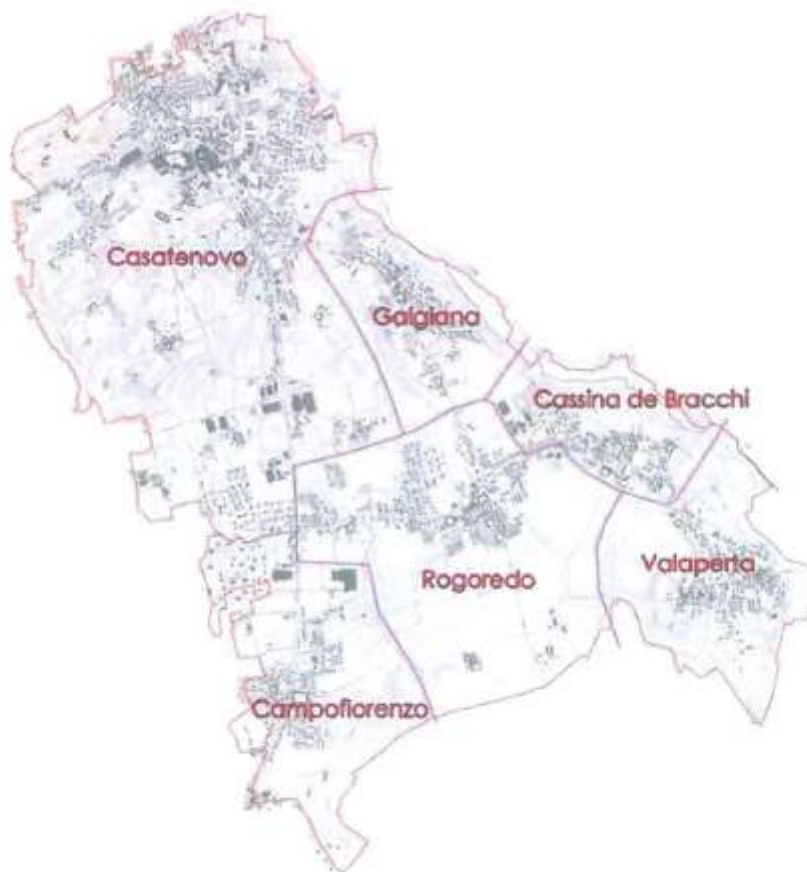 Casatenovo
Galgiana
Cassina de Bracchi
Valaperta
Rogoredo
Campofiorenzo